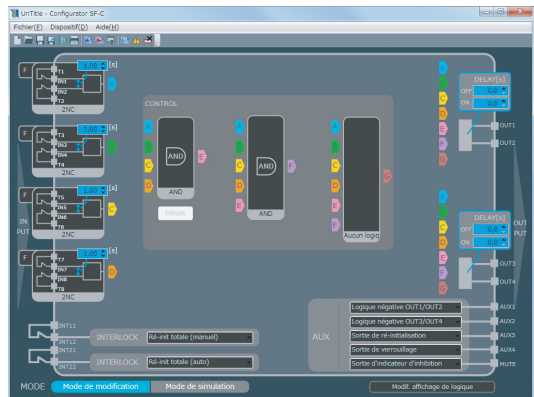 UnTitle - Configurator SF-C
Fichier(F) Dispositif(D) Aide(H)
F T1 1,00 [s]
IN1
IN2 A
T2
2NC
F T3 1,00 [s]
IN3 B
IN4
T4
2NC
F T5 1,00 [s]
IN5 C
IN6
T6
2NC
F T7 1,00 [s]
IN7 D
IN8
T8
2NC
IN
PUT
CONTROL
A B C D
AND
AND
Détails
E
A B C D E
AND
AND
F
A B C D E F
Aucun logiq
G
A B C D E F G
DELAY[s]
OFF 0,0
ON 0,0
OUT1
OUT2
A B C D E F G
DELAY[s]
OFF 0,0
ON 0,0
OUT3
OUT4
OUT
PUT
INT11
INT12 INTERLOCK Ré-init totale (manuel)
INT21
INT22 INTERLOCK Ré-init totale (auto)
AUX
Logique négative OUT1/OUT2 AUX1
Logique négative OUT3/OUT4 AUX2
Sortie de ré-initialisation AUX3
Sortie de verrouillage AUX4
Sortie d'indicateur d'inhibition MUTE
MODE Mode de modification Mode de simulation Modif. affichage de logique